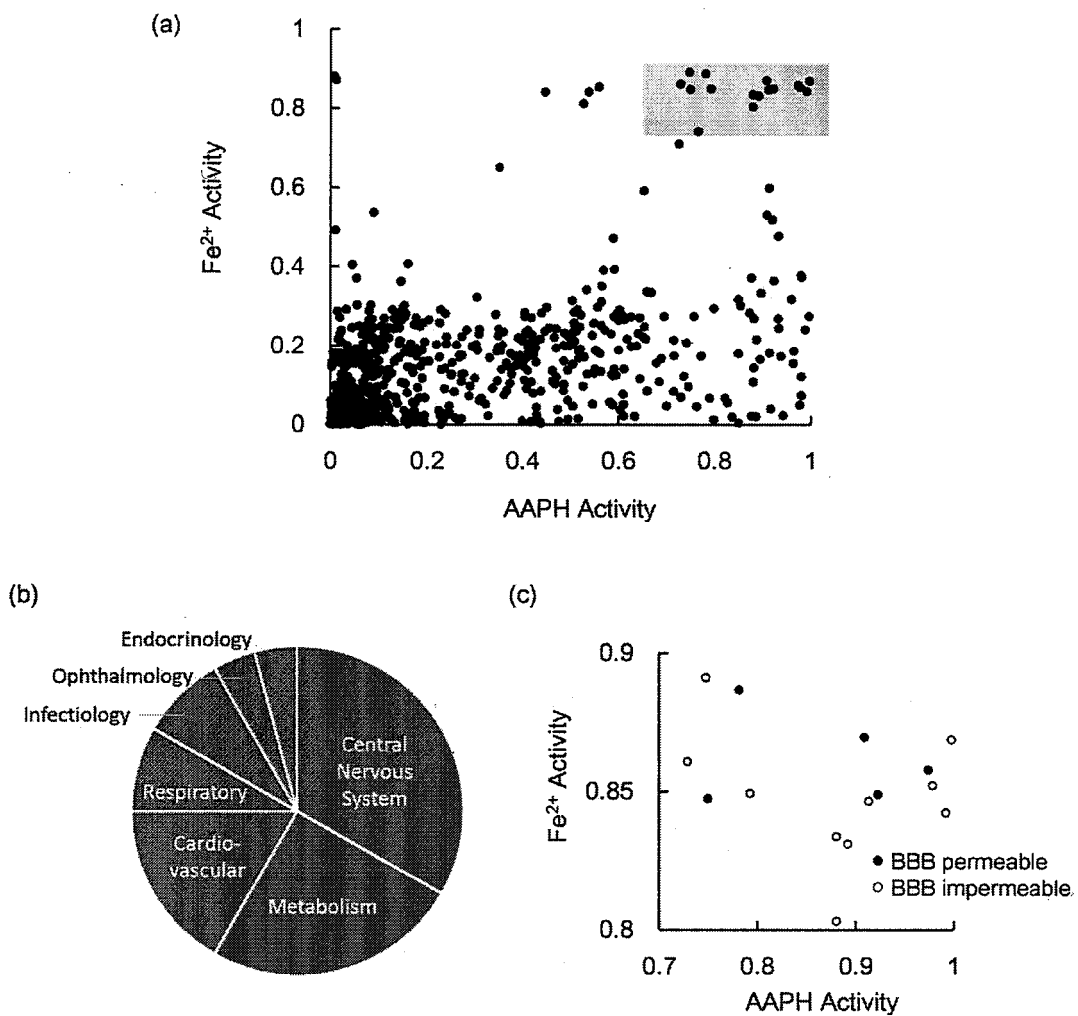 (a)
1
0.8
0.6
0.4
0.2
0
Fe²⁺ Activity
0 0.2 0.4 0.6 0.8 1
AAPH Activity
(b)
Endocrinology
Ophthalmology
Infectiology
Respiratory
Cardio-
vascular
Metabolism
Central
Nervous
System
(c)
0.9
0.85
0.8
Fe²⁺ Activity
BBB permeable
BBB impermeable
0.7 0.8 0.9 1
AAPH Activity